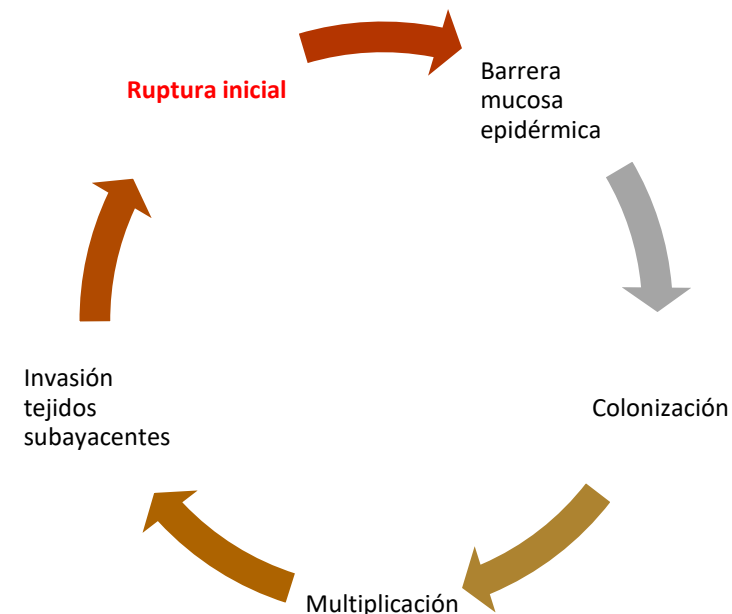 Ruptura inicial
Barrera
mucosa
epidérmica
Colonización
Multiplicación
Invasión
tejidos
subayacentes